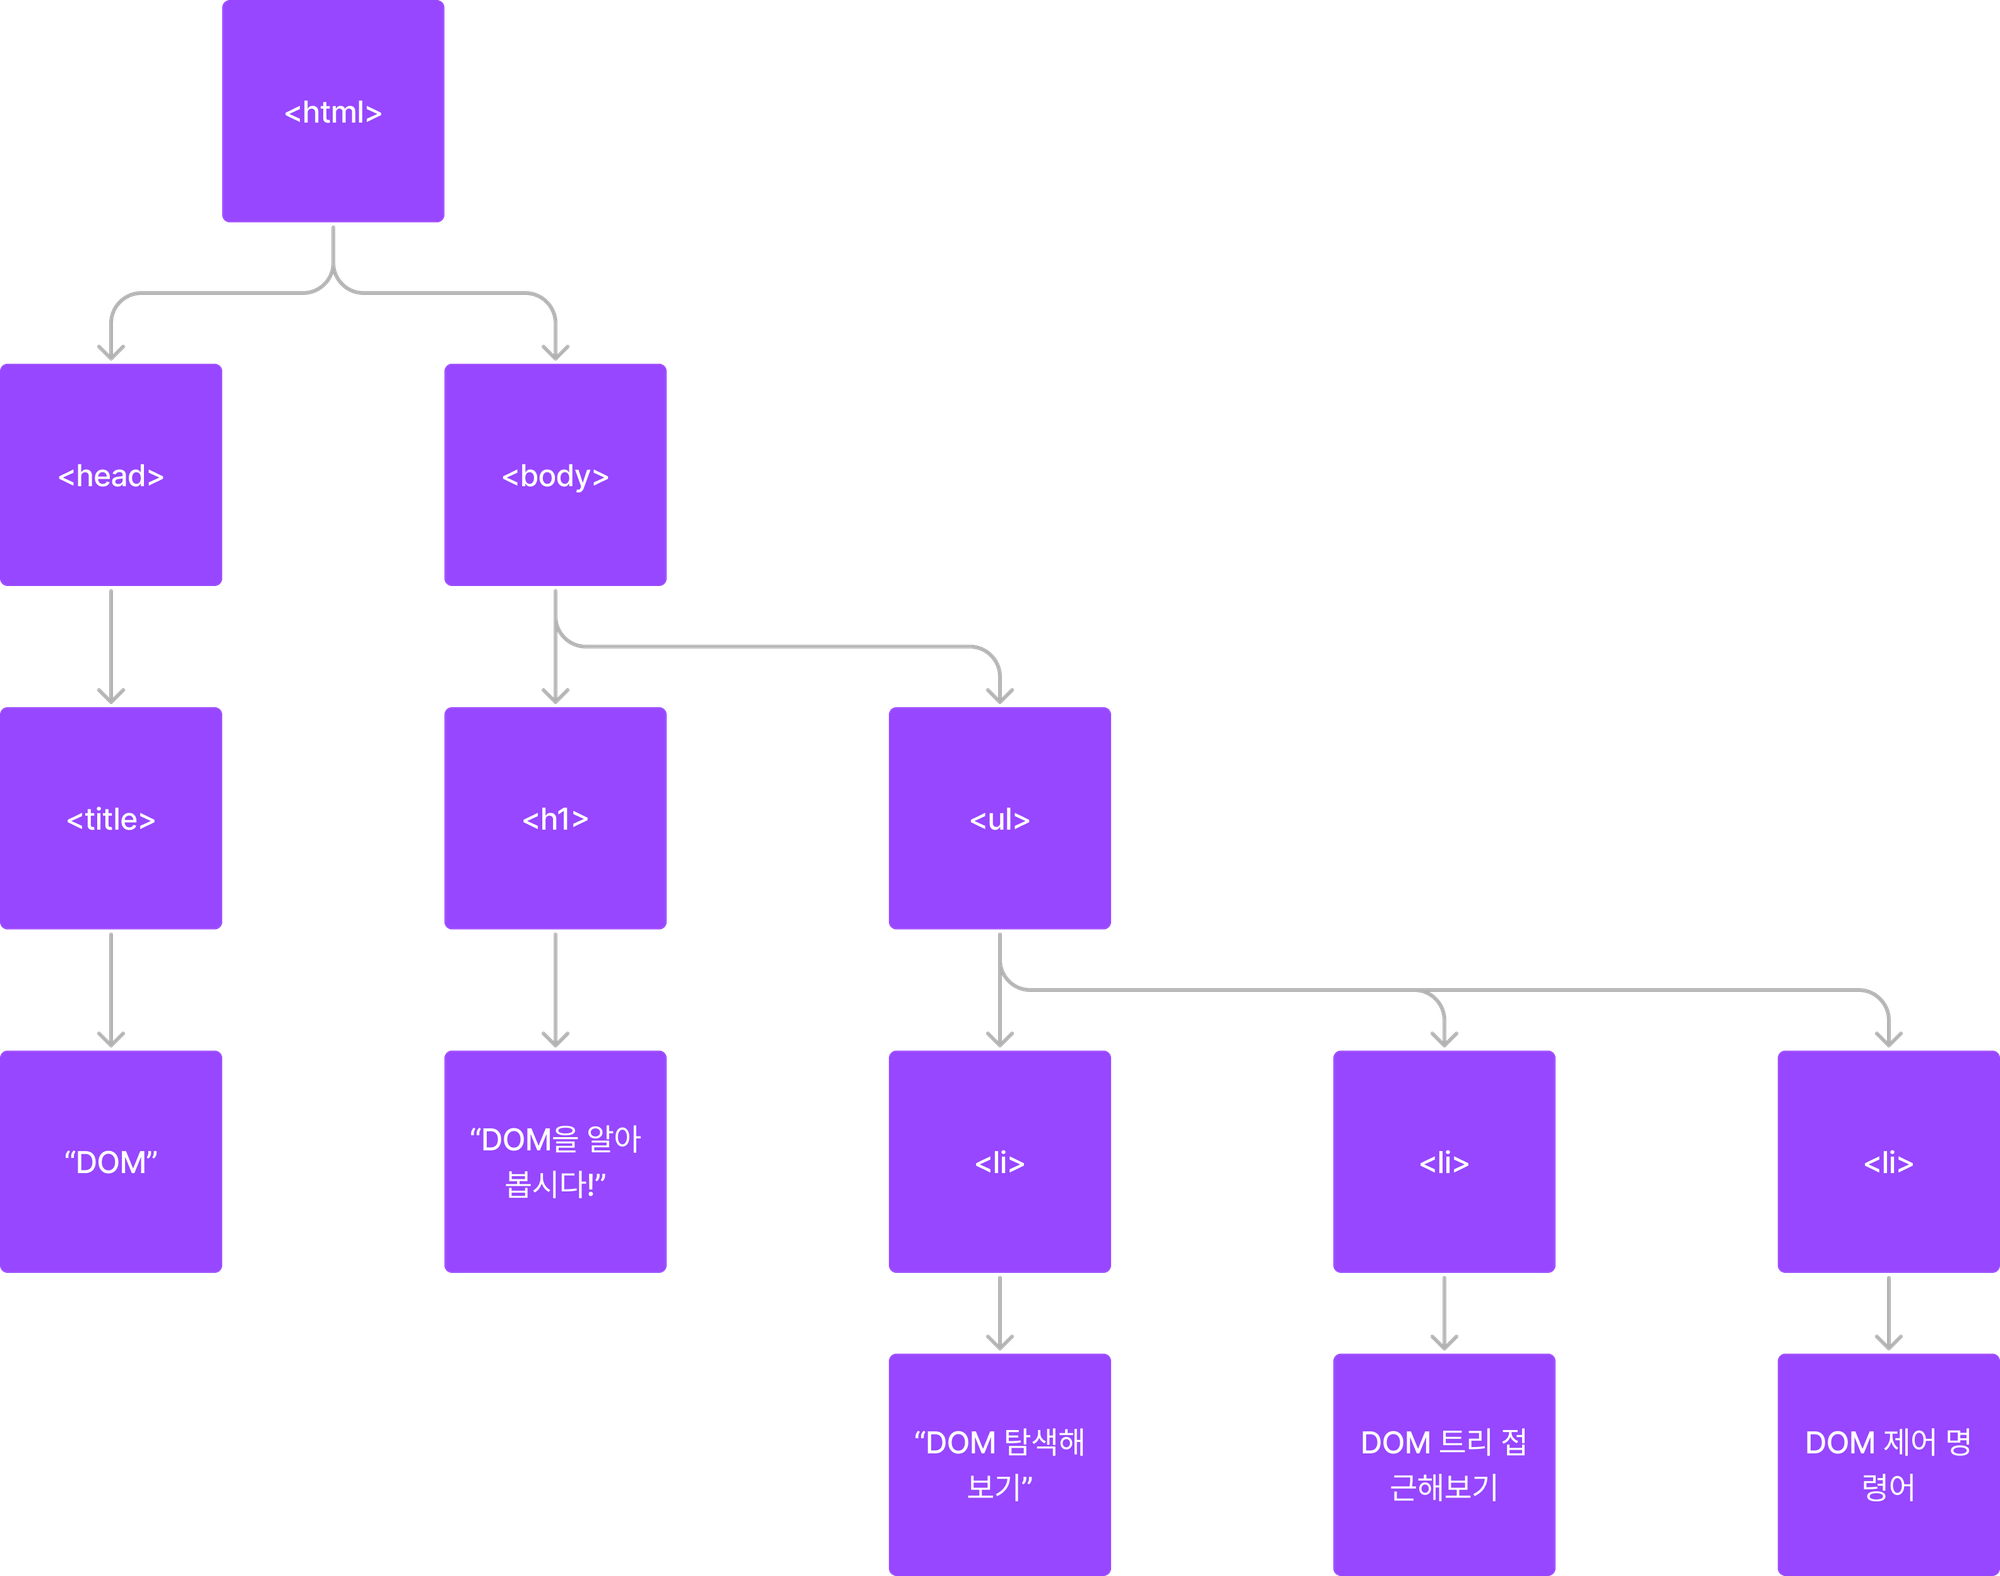 <html>
<head>
<body>
<title>
<h1>
<ul>
“DOM”
“DOM을 알아
봅시다!”
<li>
<li>
<li>
“DOM 탐색해
보기”
DOM 트리 접
근해보기
DOM 제어 명
령어